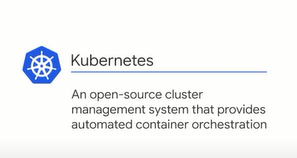 Kubernetes
An open-source cluster
management system that provides
automated container orchestration